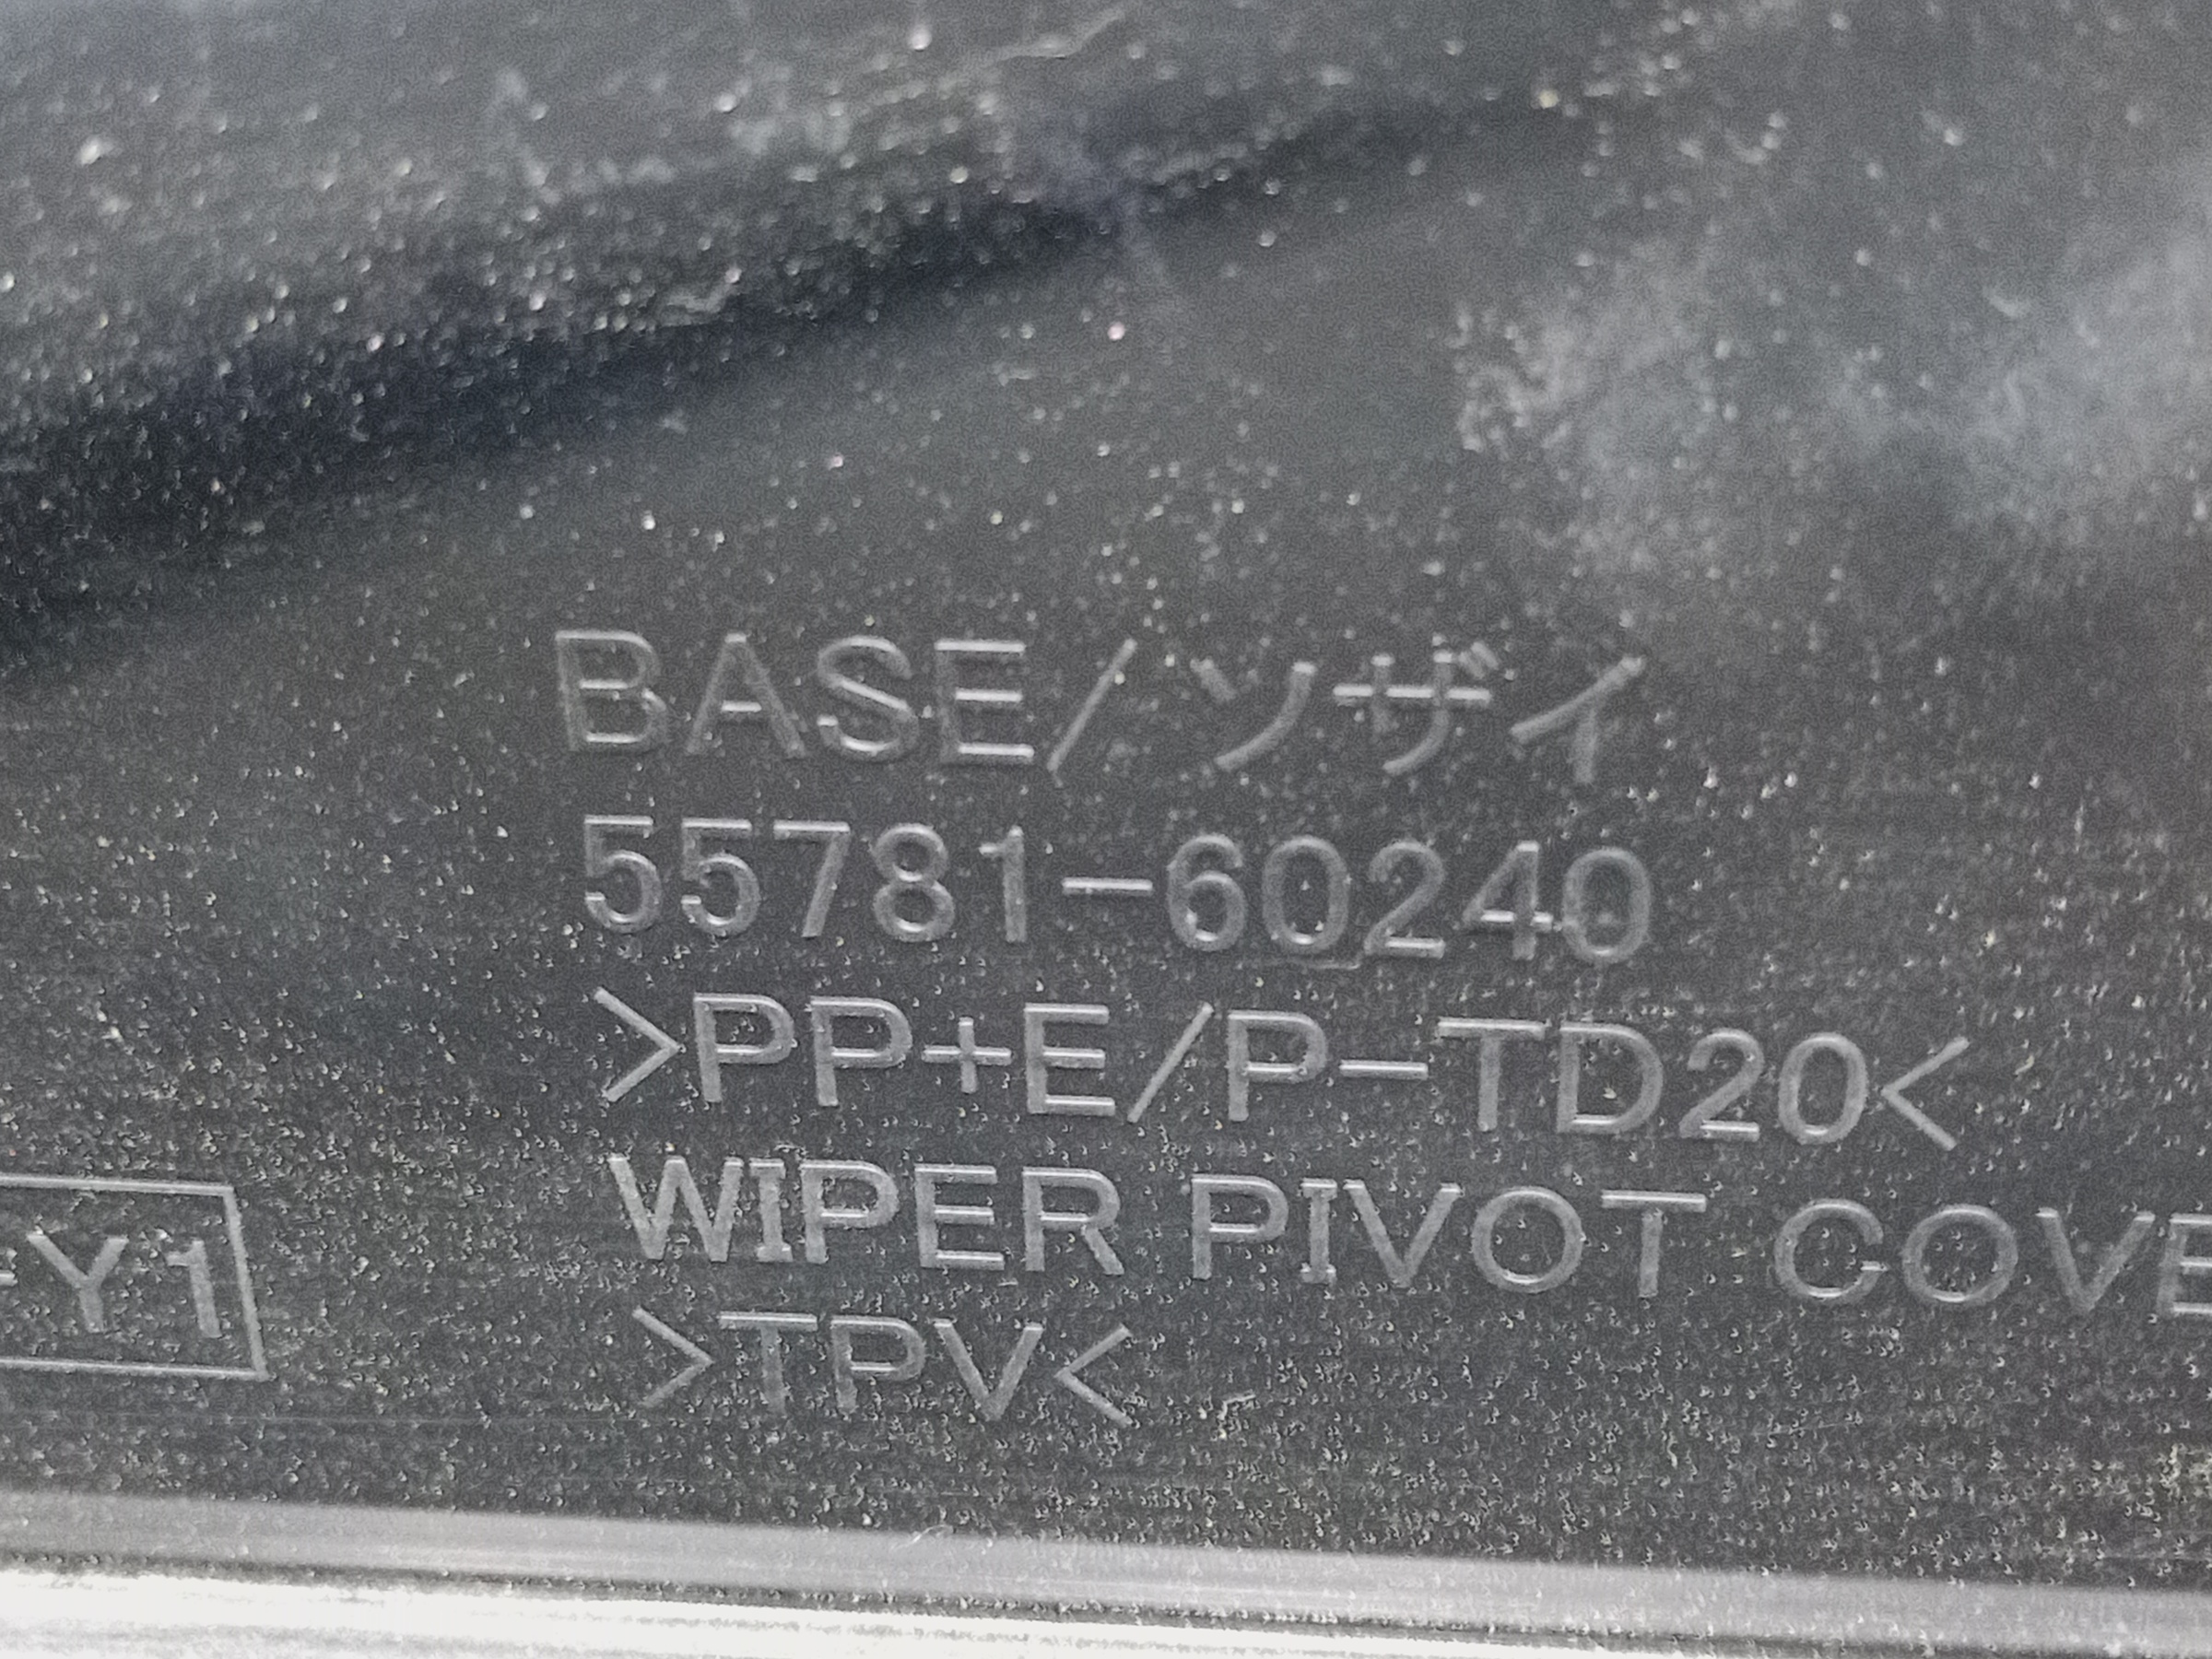 BASE/ソザイ
55781-60240
>PP+E/P-TD20<
WIPER PIVOT COVE
>TPV<
-Y1